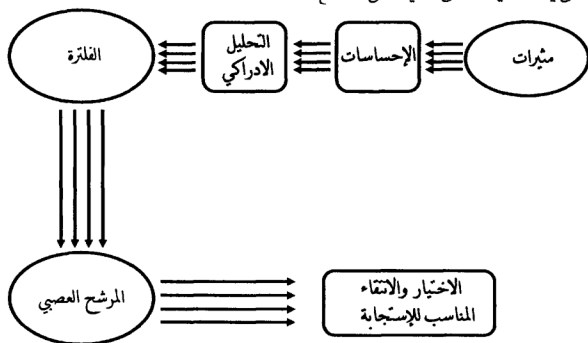 مثيرات
الإحساسات
التحليل
الادراكي
الفلترة
المرشح العصبي
الاختيار والانتقاء
المناسب للإستجابة